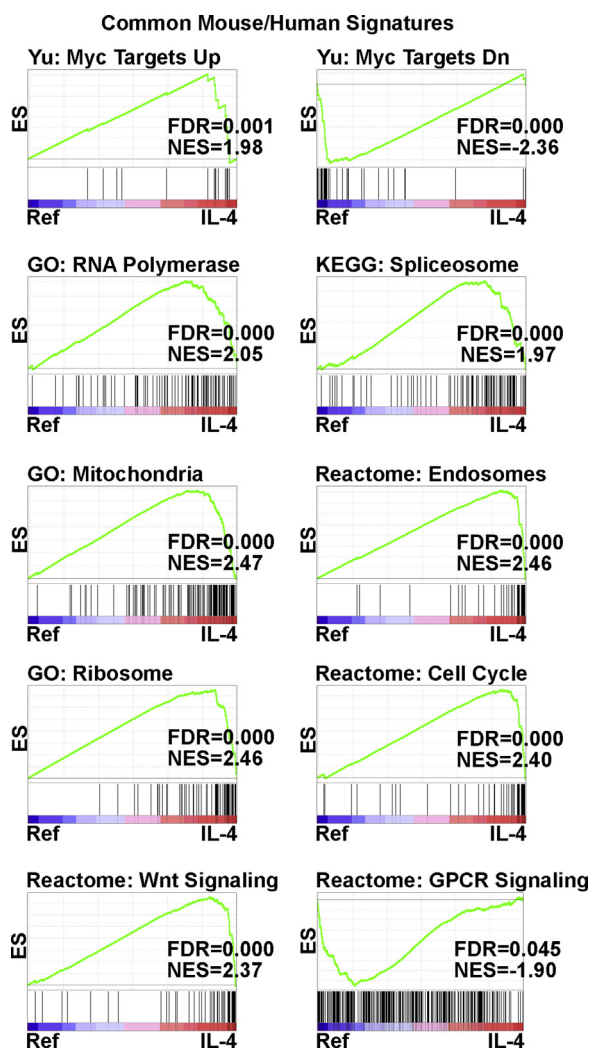 Common Mouse/Human Signatures
Yu: Myc Targets Up
ES
FDR=0.001
NES=1.98
Ref
IL-4
Yu: Myc Targets Dn
ES
FDR=0.000
NES=-2.36
Ref
IL-4
GO: RNA Polymerase
ES
FDR=0.000
NES=2.05
Ref
IL-4
KEGG: Spliceosome
ES
FDR=0.000
NES=1.97
Ref
IL-4
GO: Mitochondria
ES
FDR=0.000
NES=2.47
Ref
IL-4
Reactome: Endosomes
ES
FDR=0.000
NES=2.46
Ref
IL-4
GO: Ribosome
ES
FDR=0.000
NES=2.46
Ref
IL-4
Reactome: Cell Cycle
ES
FDR=0.000
NES=2.40
Ref
IL-4
Reactome: Wnt Signaling
ES
FDR=0.000
NES=2.37
Ref
IL-4
Reactome: GPCR Signaling
ES
FDR=0.045
NES=-1.90
Ref
IL-4